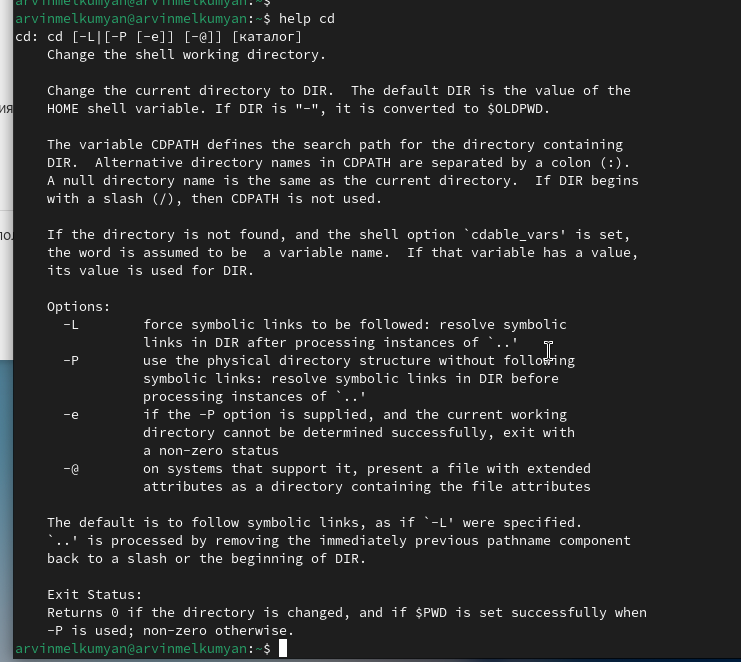 arvinmelkumyan@arvinmelkumyan:~$
arvinmelkumyan@arvinmelkumyan:~$ help cd
cd: cd [-L|[-P [-e]] [-@]] [каталог]
    Change the shell working directory.

    Change the current directory to DIR.  The default DIR is the value of the
    HOME shell variable. If DIR is "-", it is converted to $OLDPWD.

    The variable CDPATH defines the search path for the directory containing
    DIR.  Alternative directory names in CDPATH are separated by a colon (:).
    A null directory name is the same as the current directory.  If DIR begins
    with a slash (/), then CDPATH is not used.

    If the directory is not found, and the shell option `cdable_vars' is set,
    the word is assumed to be  a variable name.  If that variable has a value,
    its value is used for DIR.

    Options:
      -L        force symbolic links to be followed: resolve symbolic
                links in DIR after processing instances of `..'
      -P        use the physical directory structure without following
                symbolic links: resolve symbolic links in DIR before
                processing instances of `..'
      -e        if the -P option is supplied, and the current working
                directory cannot be determined successfully, exit with
                a non-zero status
      -@        on systems that support it, present a file with extended
                attributes as a directory containing the file attributes

    The default is to follow symbolic links, as if `-L' were specified.
    `..' is processed by removing the immediately previous pathname component
    back to a slash or the beginning of DIR.

    Exit Status:
    Returns 0 if the directory is changed, and if $PWD is set successfully when
    -P is used; non-zero otherwise.
arvinmelkumyan@arvinmelkumyan:~$